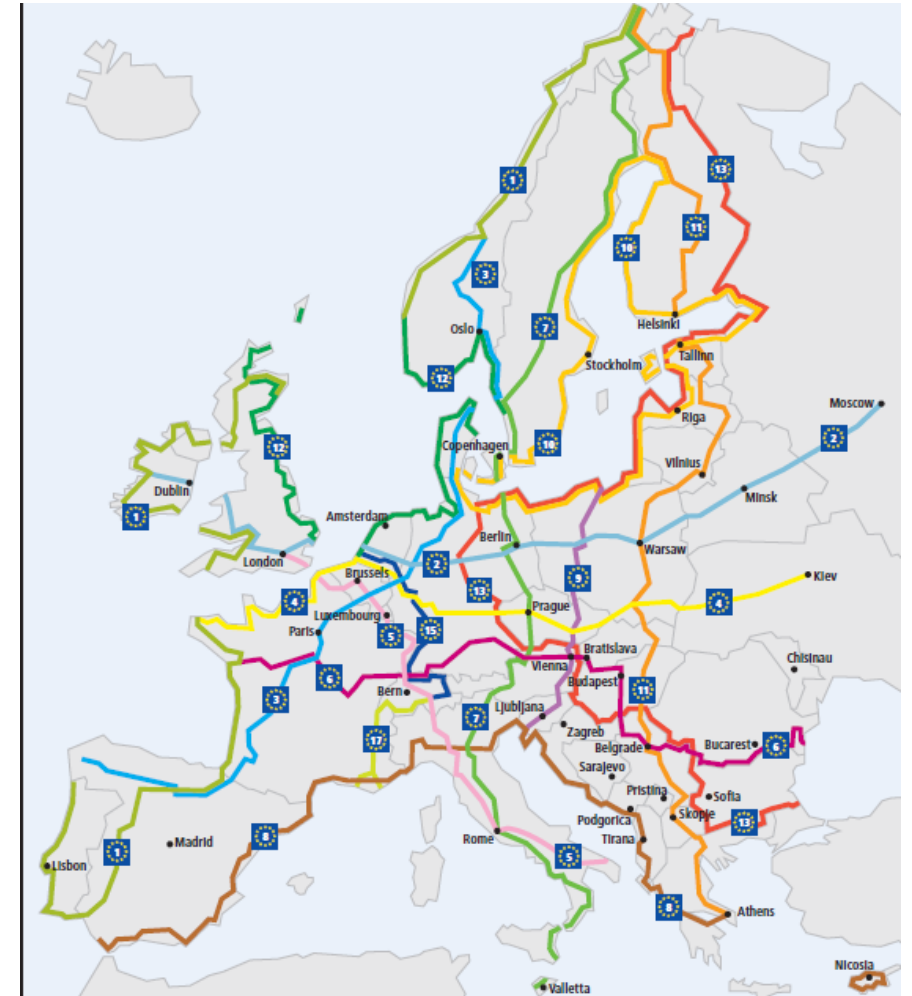 1
13
11
10
3
Oslo
7
Helsinki
Tallinn
Stockholm
12
Moscow
Riga
2
12
10
Copenhagen
Vilnius
Dublin
Minsk
1
Amsterdam
Berlin
Warsaw
London
2
Brussels
9
Kiev
4
13
4
Prague
Luxembourg
Paris
5
15
Bratislava
Chisinau
Vienna
6
Budapest
Bern
11
3
Ljubljana
7
Zagreb
17
Belgrade
Bucarest
6
Sarajevo
Pristina
Sofia
Skopje
Podgorica
13
Rome
Tirana
8
Madrid
1
5
Lisbon
8
Athens
Nicosia
Valletta